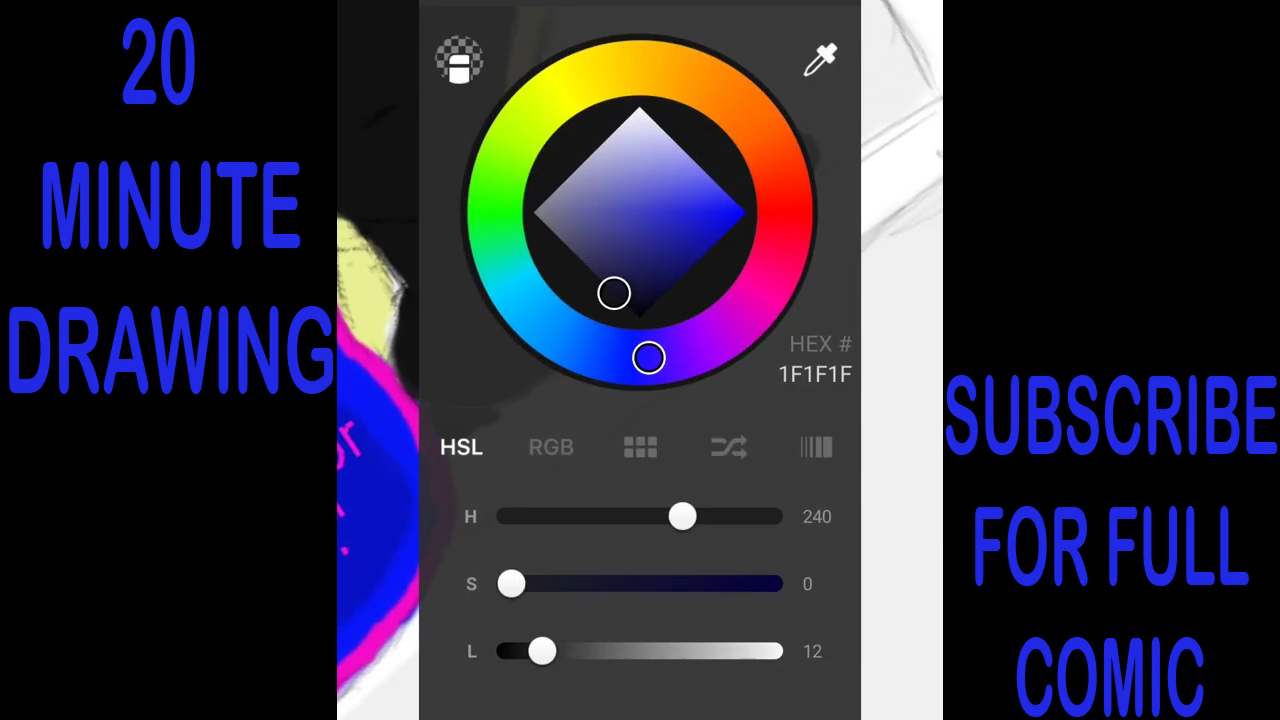 20
MINUTE
DRAWING
HEX #
1F1F1F
HSL RGB
H 240
S 0
L 12
SUBSCRIBE
FOR FULL
COMIC